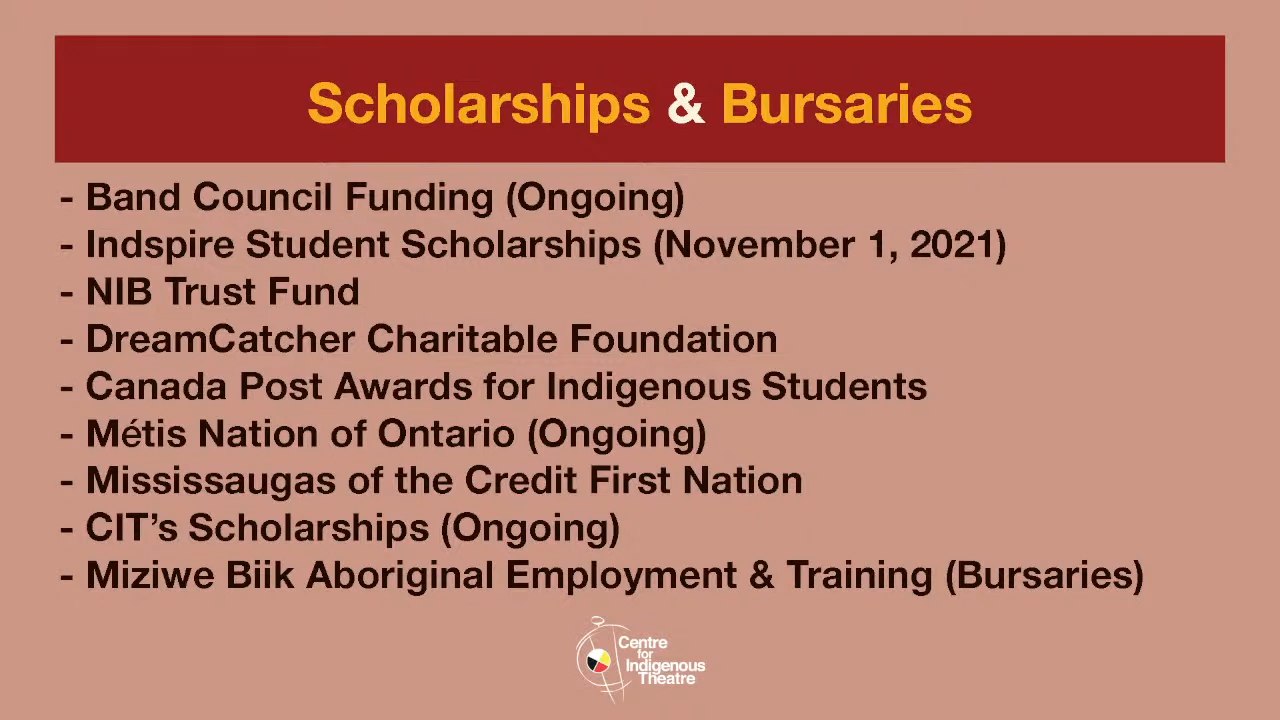 Scholarships & Bursaries
- Band Council Funding (Ongoing)
- Indspire Student Scholarships (November 1, 2021)
- NIB Trust Fund
- DreamCatcher Charitable Foundation
- Canada Post Awards for Indigenous Students
- Métis Nation of Ontario (Ongoing)
- Mississaugas of the Credit First Nation
- CIT’s Scholarships (Ongoing)
- Miziwe Biik Aboriginal Employment & Training (Bursaries)
Centre
for
Indigenous
Theatre